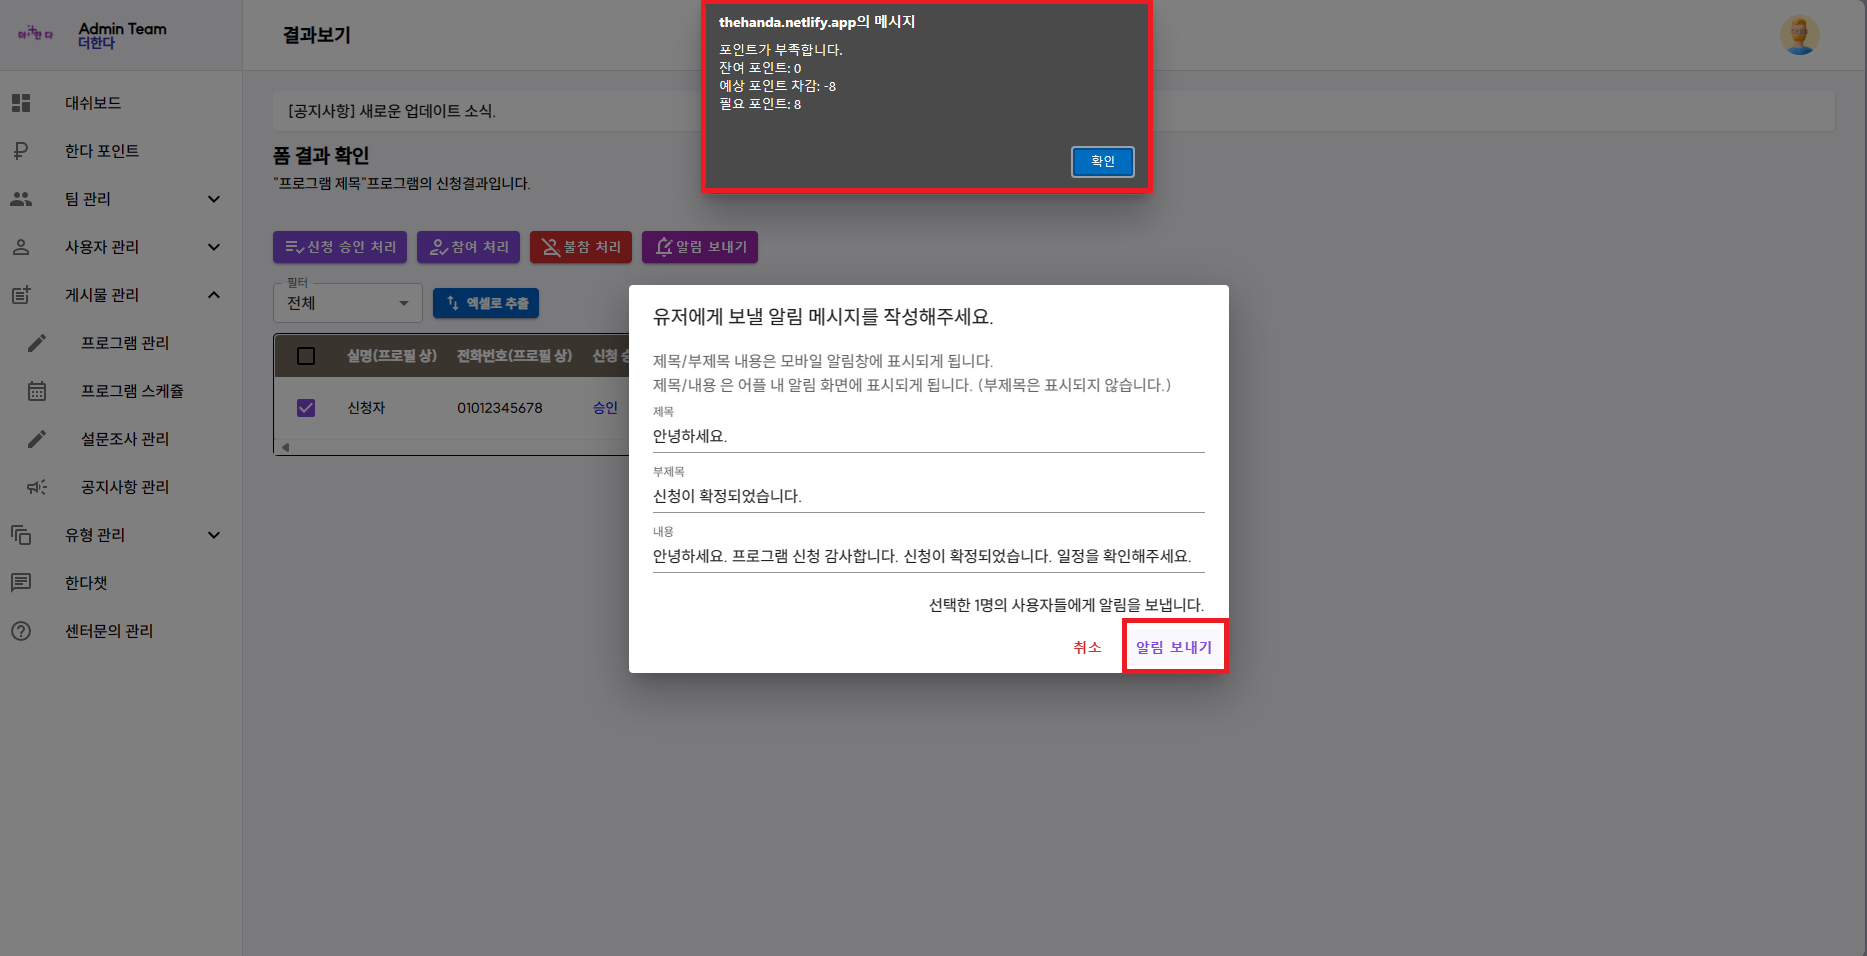 더한다
Admin Team
더한다
결과보기
thehanda.netlify.app의 메시지
포인트가 부족합니다.
잔여 포인트: 0
예상 포인트 차감: -8
필요 포인트: 8
확인
대쉬보드
한다 포인트
팀 관리
사용자 관리
게시물 관리
프로그램 관리
프로그램 스케쥴
설문조사 관리
공지사항 관리
유형 관리
한다챗
센터문의 관리
[공지사항] 새로운 업데이트 소식.
폼 결과 확인
"프로그램 제목"프로그램의 신청결과입니다.
신청 승인 처리 참여 처리 불참 처리 알림 보내기
필터
전체
엑셀로 추출
실명(프로필 상) 전화번호(프로필 상) 신청
신청자 01012345678 승인
유저에게 보낼 알림 메시지를 작성해주세요.
제목/부제목 내용은 모바일 알림창에 표시되게 됩니다.
제목/내용 은 어플 내 알림 화면에 표시되게 됩니다. (부제목은 표시되지 않습니다.)
제목
안녕하세요.
부제목
신청이 확정되었습니다.
내용
안녕하세요. 프로그램 신청 감사합니다. 신청이 확정되었습니다. 일정을 확인해주세요.
선택한 1명의 사용자들에게 알림을 보냅니다.
취소 알림 보내기